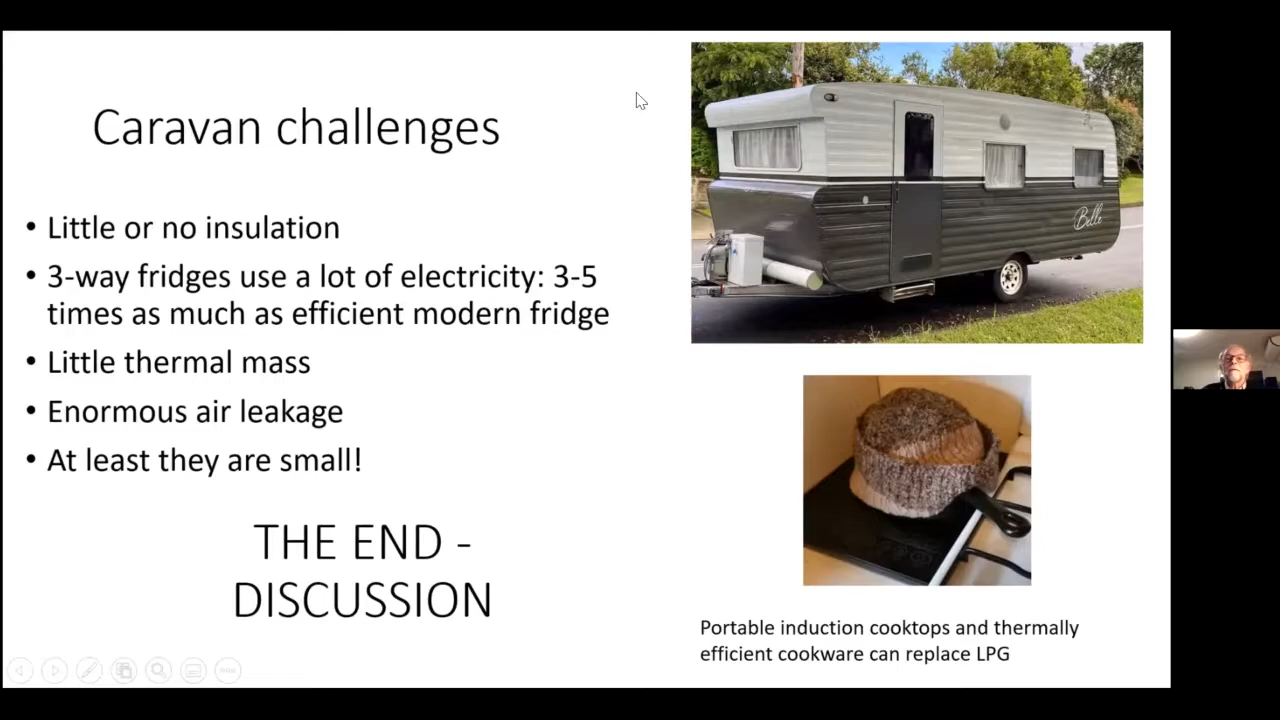 Caravan challenges
• Little or no insulation
• 3-way fridges use a lot of electricity: 3-5
times as much as efficient modern fridge
• Little thermal mass
• Enormous air leakage
• At least they are small!
THE END -
DISCUSSION
Belle
Portable induction cooktops and thermally
efficient cookware can replace LPG